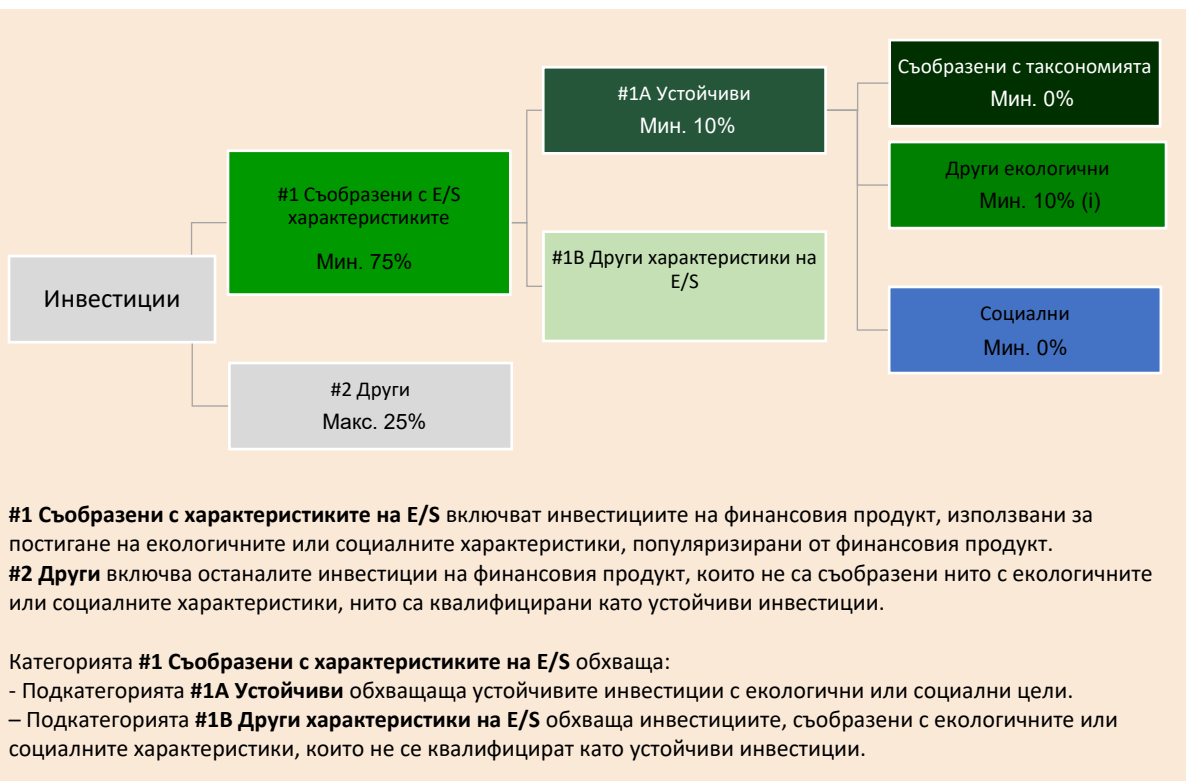 Инвестиции
#1 Съобразени с E/S
характеристиките
Мин. 75%
#2 Други
Макс. 25%
#1A Устойчиви
Мин. 10%
#1B Други характеристики на
E/S
Съобразени с таксономията
Мин. 0%
Други екологични
Мин. 10% (i)
Социални
Мин. 0%
#1 Съобразени с характеристиките на E/S включват инвестициите на финансовия продукт, използвани за
постигане на екологичните или социалните характеристики, популяризирани от финансовия продукт.
#2 Други включва останалите инвестиции на финансовия продукт, които не са съобразени нито с екологичните
или социалните характеристики, нито са квалифицирани като устойчиви инвестиции.
Категорията #1 Съобразени с характеристиките на E/S обхваща:
- Подкатегорията #1A Устойчиви обхващаща устойчивите инвестиции с екологични или социални цели.
– Подкатегорията #1B Други характеристики на E/S обхваща инвестициите, съобразени с екологичните или
социалните характеристики, които не се квалифицират като устойчиви инвестиции.